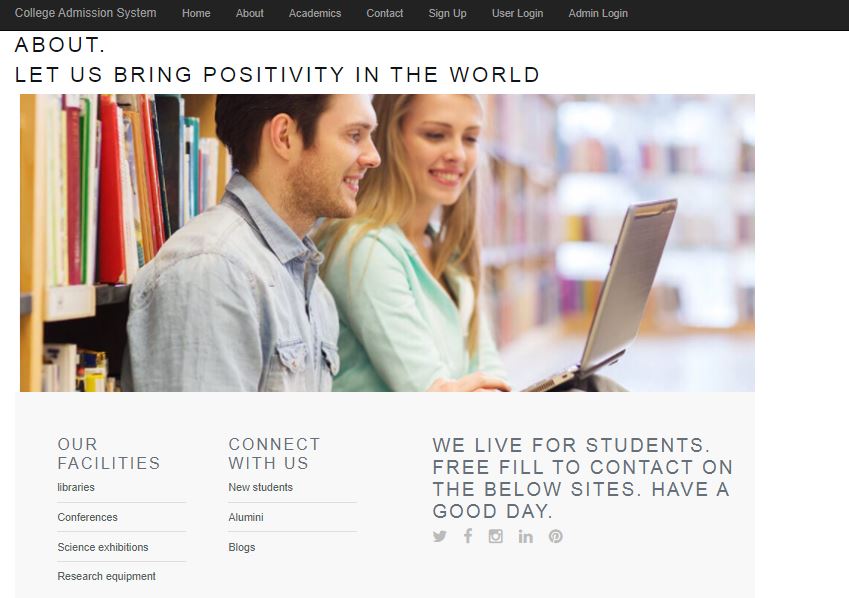 College Admission System Home About Academics Contact Sign Up User Login Admin Login
ABOUT.
LET US BRING POSITIVITY IN THE WORLD
OUR
FACILITIES
libraries
Conferences
Science exhibitions
Research equipment
CONNECT
WITH US
New students
Alumini
Blogs
WE LIVE FOR STUDENTS.
FREE FILL TO CONTACT ON
THE BELOW SITES. HAVE A
GOOD DAY.